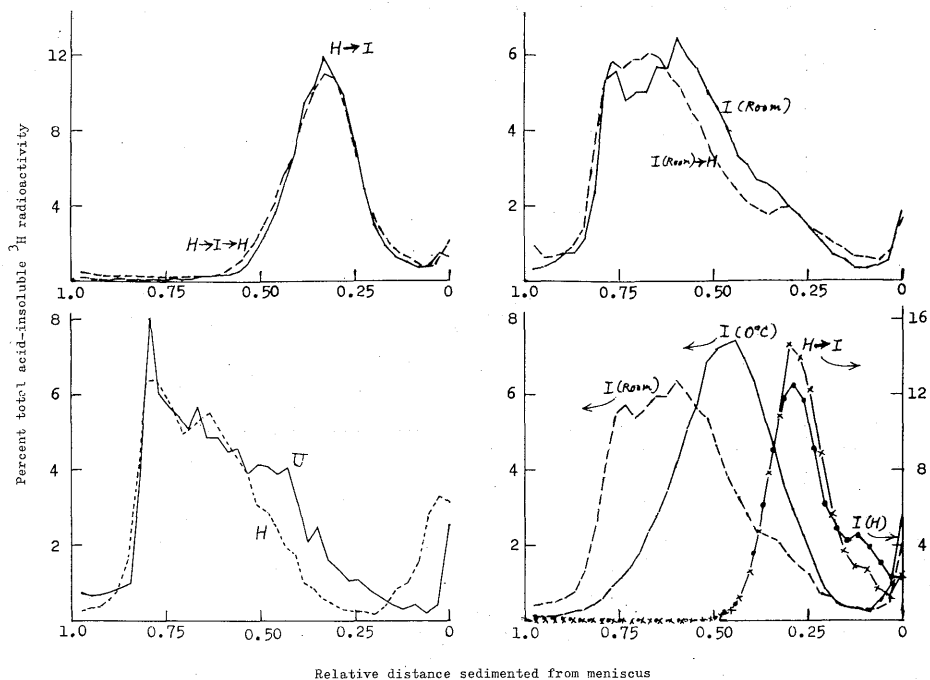 Percent total acid-insoluble ³H radioactivity
12
8
4
H→I
H→I→H
1.0 0.75 0.50 0.25 0
6
4
2
I (Room)
I (Room)→H
1.0 0.75 0.50 0.25 0
8
6
4
2
U
H
1.0 0.75 0.50 0.25 0
8
6
4
2
I (0°C)
H→I
I (Room)
I (H)
16
12
8
4
1.0 0.75 0.50 0.25 0
Relative distance sedimented from meniscus